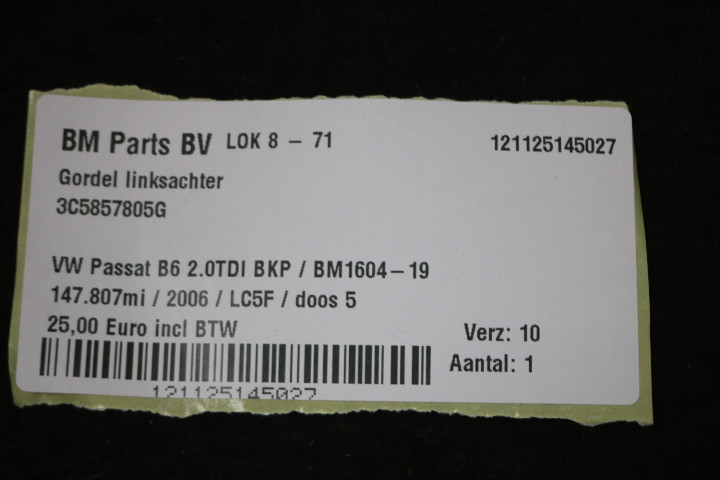 BM Parts BV LOK 8 - 71 121125145027
Gordel linksachter
3C5857805G
VW Passat B6 2.0TDI BKP / BM1604-19
147.807mi / 2006 / LC5F / doos 5
25,00 Euro incl BTW
Verz: 10
Aantal: 1
121125145027